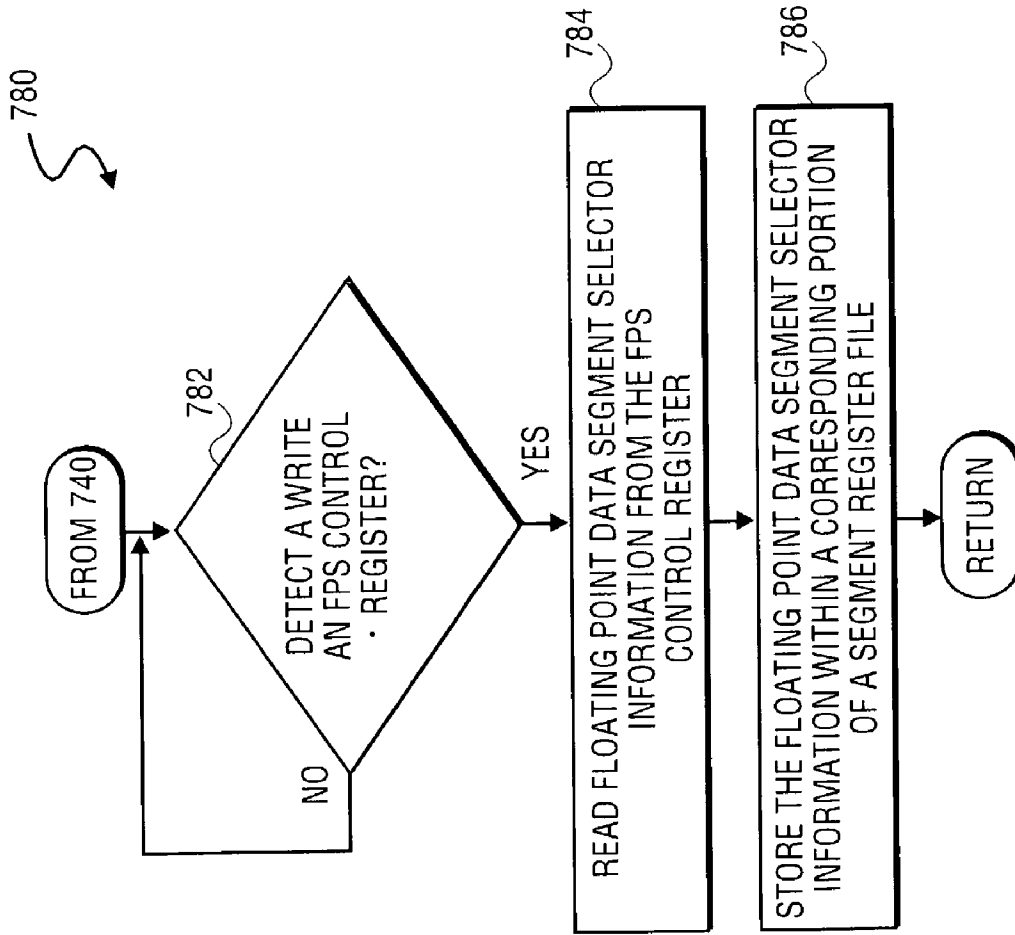 780
FROM 740
782
DETECT A WRITE
AN FPS CONTROL
REGISTER?
NO
YES
784
READ FLOATING POINT DATA SEGMENT SELECTOR
INFORMATION FROM THE FPS
CONTROL REGISTER
786
STORE THE FLOATING POINT DATA SEGMENT SELECTOR
INFORMATION WITHIN A CORRESPONDING PORTION
OF A SEGMENT REGISTER FILE
RETURN